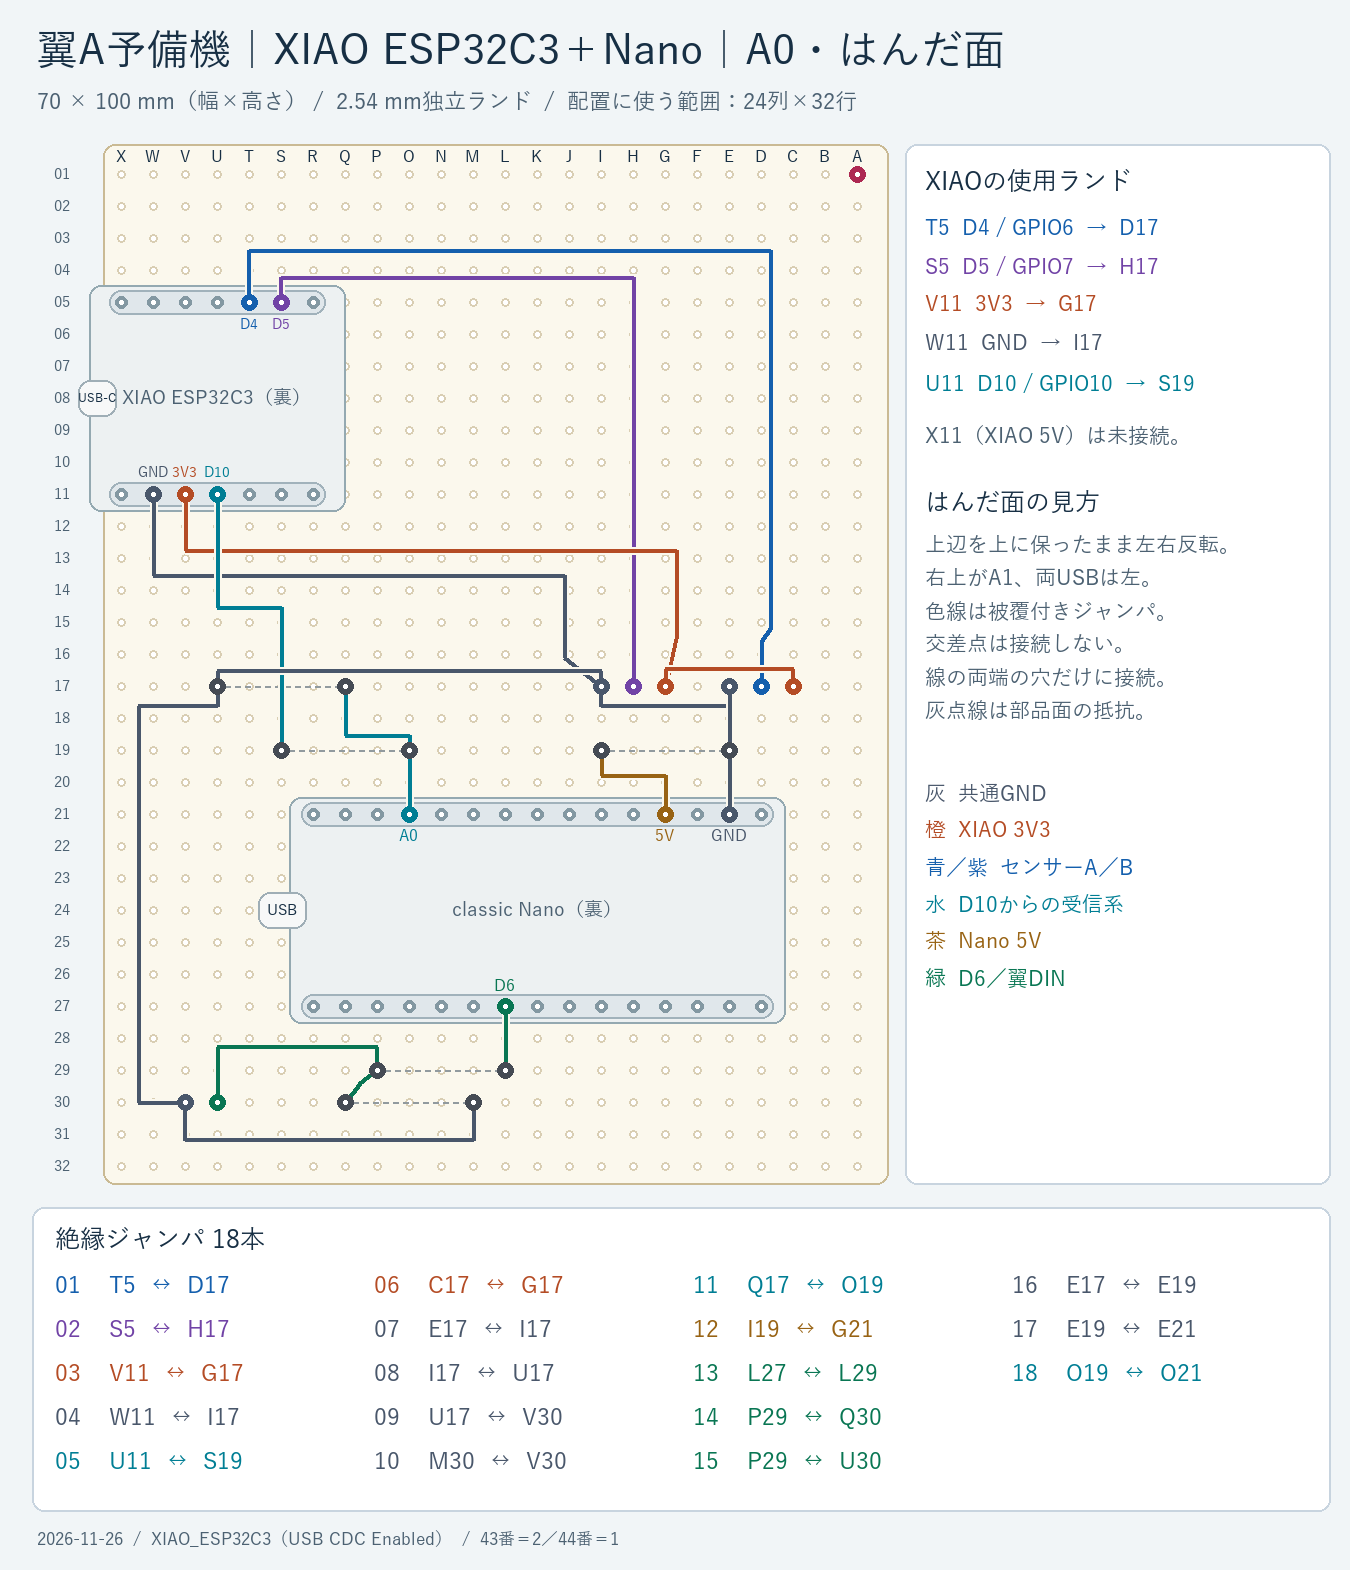 翼A予備機｜XIAO ESP32C3＋Nano｜A0・はんだ面
70 × 100 mm（幅×高さ） / 2.54 mm独立ランド / 配置に使う範囲：24列×32行
X W V U T S R Q P O N M L K J I H G F E D C B A
01
02
03
04
05
D4 D5
06
07
08 USB-C XIAO ESP32C3（裏）
09
10
GND 3V3 D10
11
12
13
14
15
16
17
18
19
20
21
A0 5V GND
22
23
24 USB classic Nano（裏）
25
26
D6
27
28
29
30
31
32
XIAOの使用ランド
T5 D4 / GPIO6 → D17
S5 D5 / GPIO7 → H17
V11 3V3 → G17
W11 GND → I17
U11 D10 / GPIO10 → S19
X11（XIAO 5V）は未接続。
はんだ面の見方
上辺を上に保ったまま左右反転。
右上がA1、両USBは左。
色線は被覆付きジャンパ。
交差点は接続しない。
線の両端の穴だけに接続。
灰点線は部品面の抵抗。
灰 共通GND
橙 XIAO 3V3
青／紫 センサーA／B
水 D10からの受信系
茶 Nano 5V
緑 D6／翼DIN
絶縁ジャンパ 18本
01 T5 ↔ D17
02 S5 ↔ H17
03 V11 ↔ G17
04 W11 ↔ I17
05 U11 ↔ S19
06 C17 ↔ G17
07 E17 ↔ I17
08 I17 ↔ U17
09 U17 ↔ V30
10 M30 ↔ V30
11 Q17 ↔ O19
12 I19 ↔ G21
13 L27 ↔ L29
14 P29 ↔ Q30
15 P29 ↔ U30
16 E17 ↔ E19
17 E19 ↔ E21
18 O19 ↔ O21
2026-11-26 / XIAO_ESP32C3（USB CDC Enabled） / 43番＝2／44番＝1